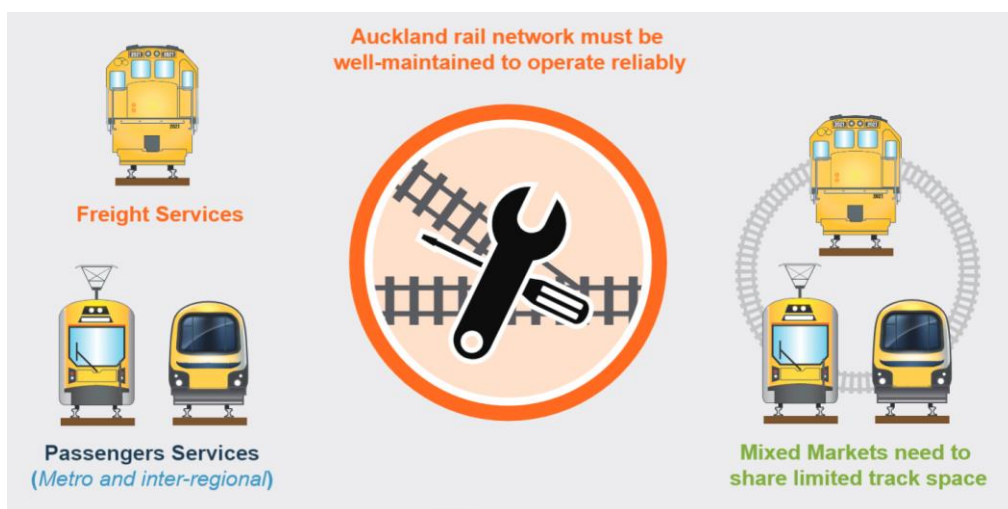 Auckland rail network must be
well-maintained to operate reliably
Freight Services
Passengers Services
(Metro and inter-regional)
Mixed Markets need to
share limited track space